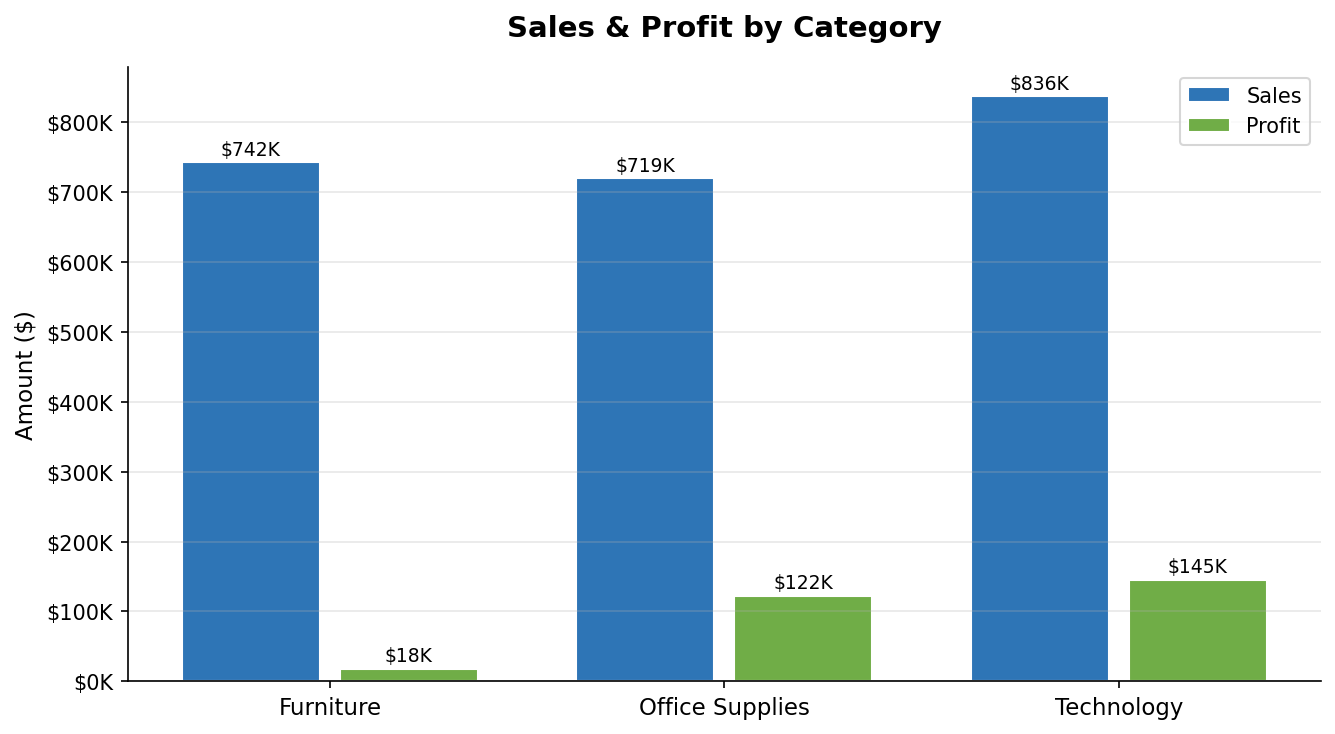 Sales & Profit by Category
Amount ($)
$800K
$700K
$600K
$500K
$400K
$300K
$200K
$100K
$0K
$742K
$18K
$719K
$122K
$836K
$145K
Sales
Profit
Furniture
Office Supplies
Technology